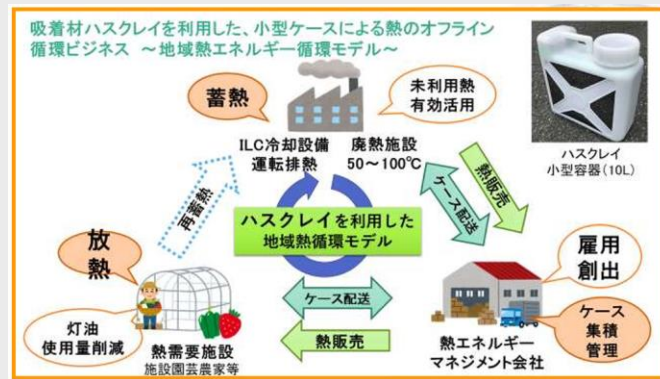 吸着材ハスクレイを利用した、小型ケースによる熱のオフライン
循環ビジネス ～地域熱エネルギー循環モデル～
蓄熱
未利用熱
有効活用
ILC冷却設備
運転排熱
廃熱施設
50～100℃
ハスクレイ
小型容器(10L)
再蓄熱
熱販売
ケース配送
ハスクレイを利用した
地域熱循環モデル
放熱
雇用
創出
灯油
使用量削減
ケース配送
ケース
集積
管理
熱需要施設
施設園芸農家等
熱販売
熱エネルギー
マネジメント会社